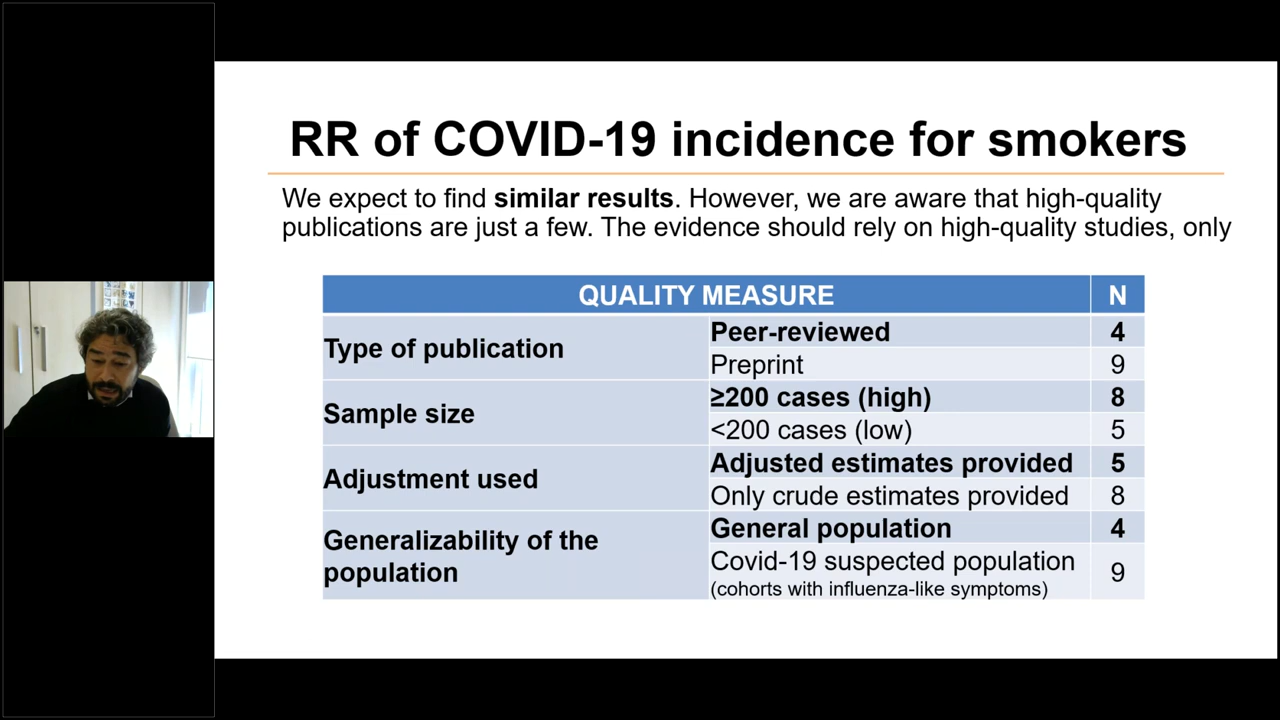 RR of COVID-19 incidence for smokers
We expect to find similar results. However, we are aware that high-quality
publications are just a few. The evidence should rely on high-quality studies, only
QUALITY MEASURE N
Type of publication
Peer-reviewed 4
Preprint 9
Sample size
≥200 cases (high) 8
<200 cases (low) 5
Adjustment used
Adjusted estimates provided 5
Only crude estimates provided 8
Generalizability of the
population
General population 4
Covid-19 suspected population
(cohorts with influenza-like symptoms)
9